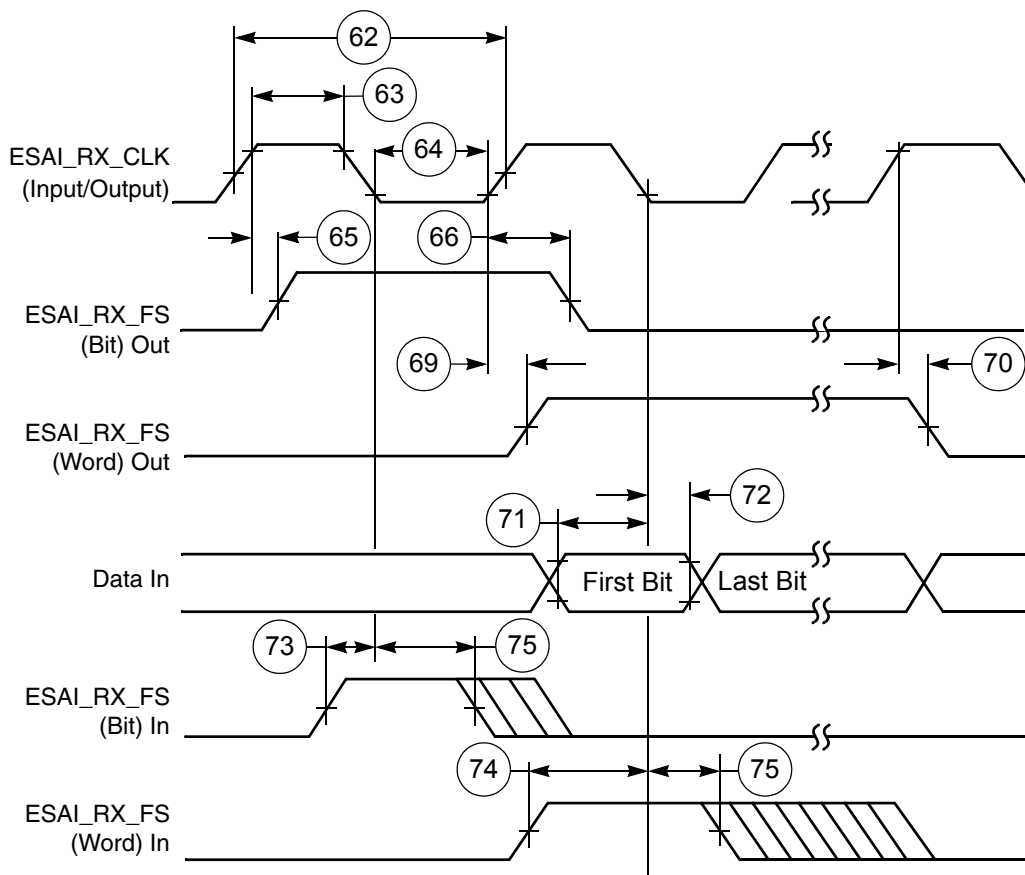 62
63
ESAI_RX_CLK
(Input/Output)
64
65
66
ESAI_RX_FS
(Bit) Out
69
70
ESAI_RX_FS
(Word) Out
71
72
Data In
First Bit
Last Bit
73
75
ESAI_RX_FS
(Bit) In
74
75
ESAI_RX_FS
(Word) In